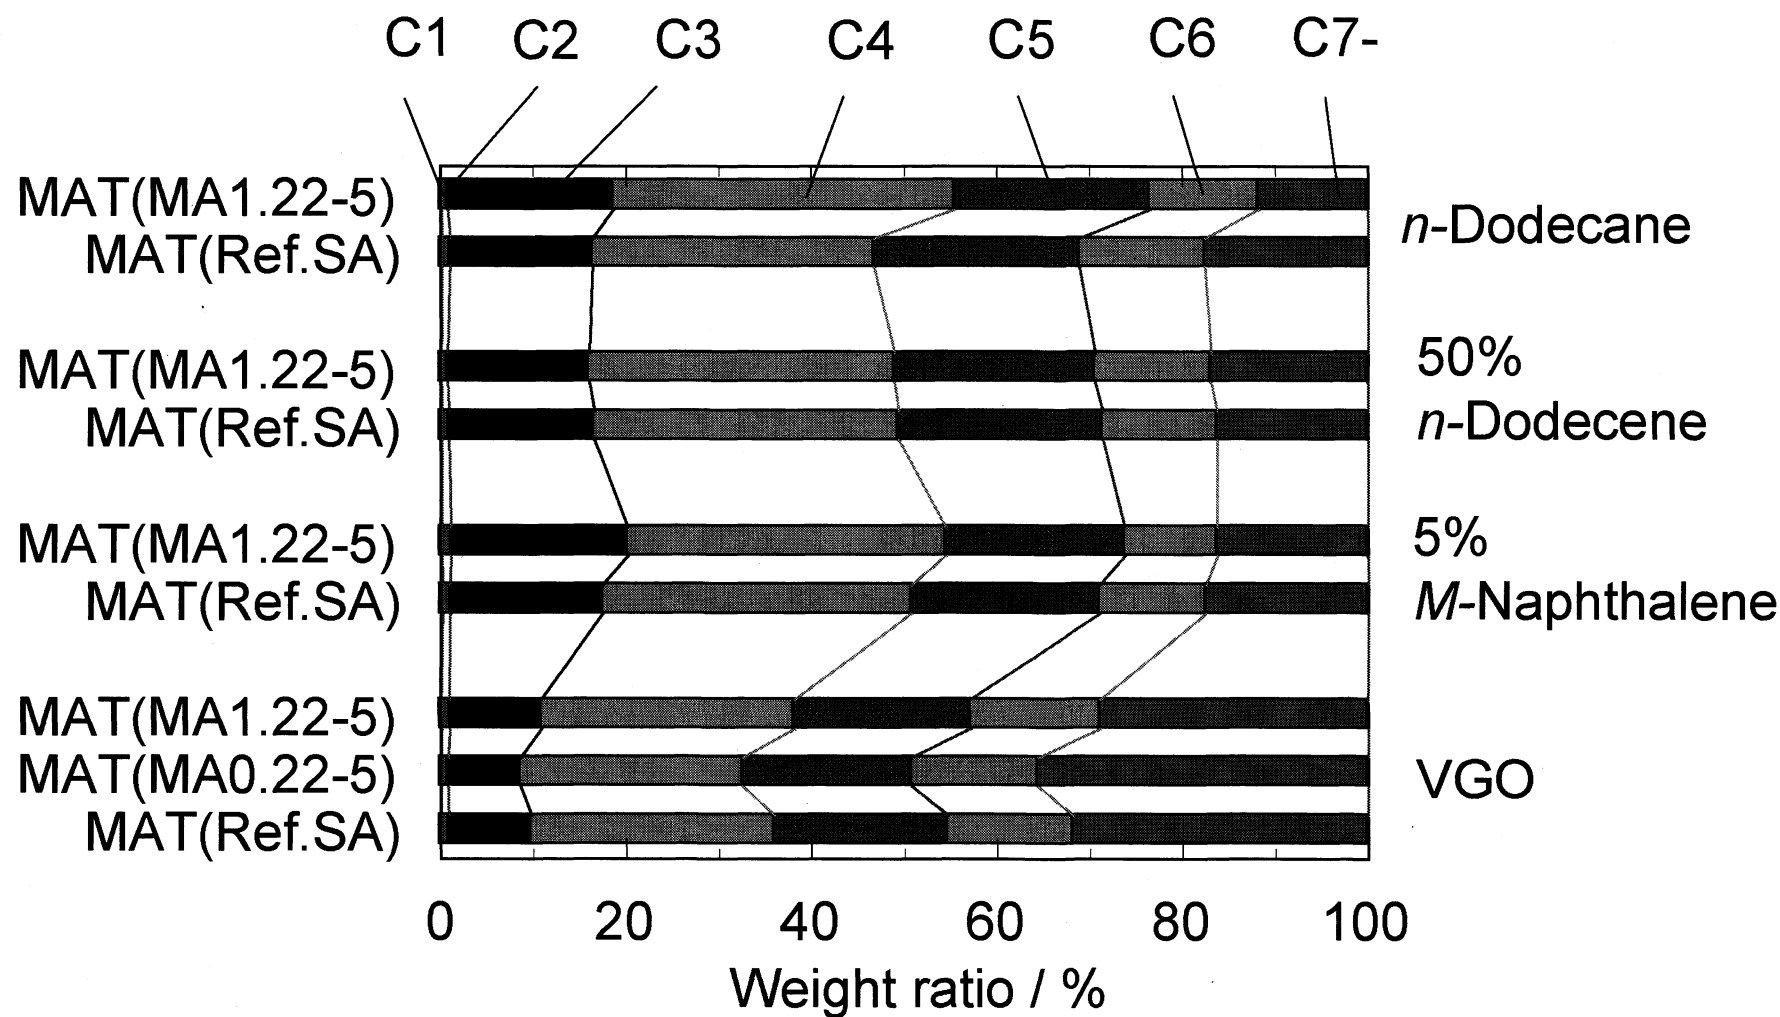 C1 C2 C3 C4 C5 C6 C7-
MAT(MA1.22-5)
MAT(Ref.SA)
n-Dodecane
MAT(MA1.22-5)
MAT(Ref.SA)
50%
n-Dodecene
MAT(MA1.22-5)
MAT(Ref.SA)
5%
M-Naphthalene
MAT(MA1.22-5)
MAT(MA0.22-5)
MAT(Ref.SA)
VGO
0 20 40 60 80 100
Weight ratio / %